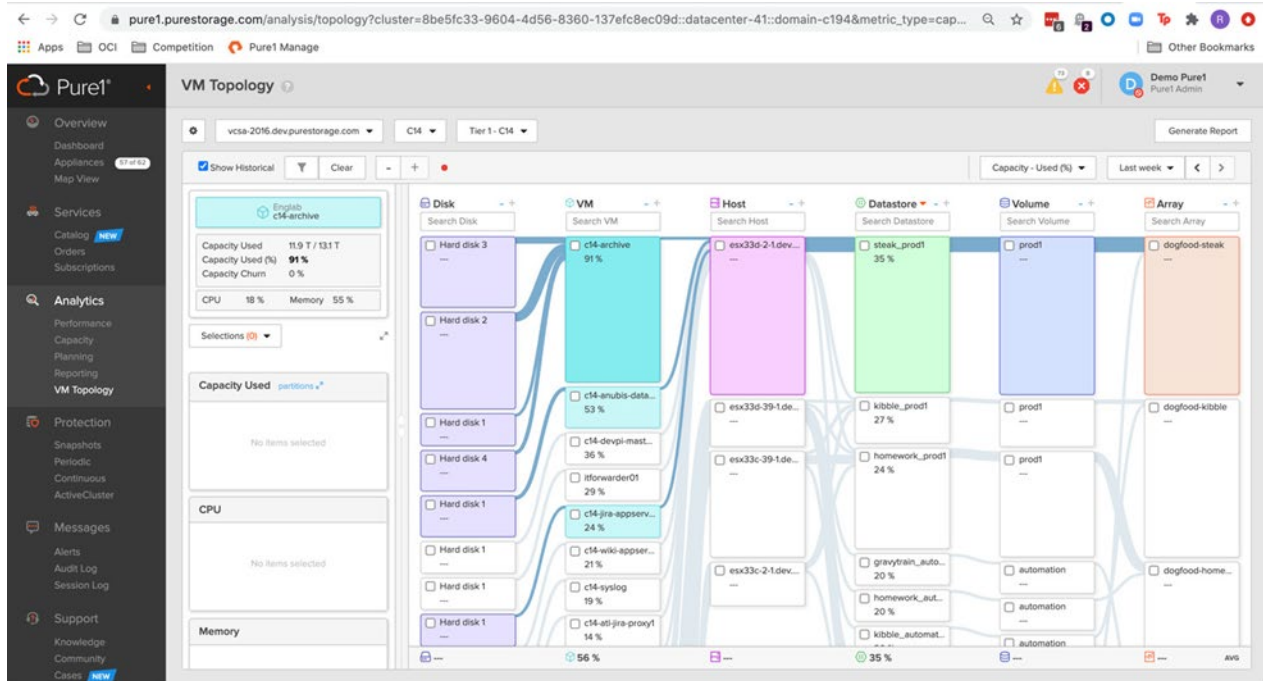 pure1.purestorage.com/analysis/topology?cluster=8be5fc33-9604-4d56-8360-137efc8ec09d::datacenter-41::domain-c194&metric_type=cap...
6
2
Tp
R
Apps
OCI
Competition
Pure1 Manage
Other Bookmarks
Pure1®
VM Topology
?
Demo Pure1
Pure1 Admin
D
Overview
Dashboard
Appliances 57 of 62
Map View
Services
Catalog NEW
Orders
Subscriptions
Analytics
Performance
Capacity
Planning
Reporting
VM Topology
Protection
Snapshots
Periodic
Continuous
ActiveCluster
Messages
Alerts
Audit Log
Session Log
Support
Knowledge
Community
Cases NEW
vcsa-2016.dev.purestorage.com
C14
Tier 1 - C14
Generate Report
Show Historical
Clear
-
+
Capacity - Used (%)
Last week
<
>
Englab
c14-archive
Capacity Used 11.9 T / 13.1 T
Capacity Used (%) 91 %
Capacity Churn 0 %
CPU 18 % Memory 55 %
Selections (0)
Capacity Used partitions
No items selected
CPU
No items selected
Memory
Disk - +
Search Disk
Hard disk 3
---
Hard disk 2
---
Hard disk 1
---
Hard disk 4
---
Hard disk 1
---
Hard disk 1
---
Hard disk 1
---
Hard disk 1
---
---
VM - +
Search VM
c14-archive
91 %
c14-anubis-data...
53 %
c14-devpi-mast...
36 %
itforwarder01
29 %
c14-jira-appserv...
24 %
c14-wiki-appser...
21 %
c14-syslog
19 %
c14-atl-jira-proxy1
14 %
56 %
Host - +
Search Host
esx33d-2-1.dev...
---
esx33d-39-1.de...
---
esx33c-39-1.de...
---
esx33c-2-1.dev...
---
---
Datastore - +
Search Datastore
steak_prod1
35 %
kibble_prod1
27 %
homework_prod1
24 %
gravytrain_auto...
20 %
homework_aut...
20 %
kibble_automat...
35 %
Volume - +
Search Volume
prod1
---
prod1
---
prod1
---
automation
---
automation
---
automation
---
Array - +
Search Array
dogfood-steak
---
dogfood-kibble
---
dogfood-home...
---
---
AVG